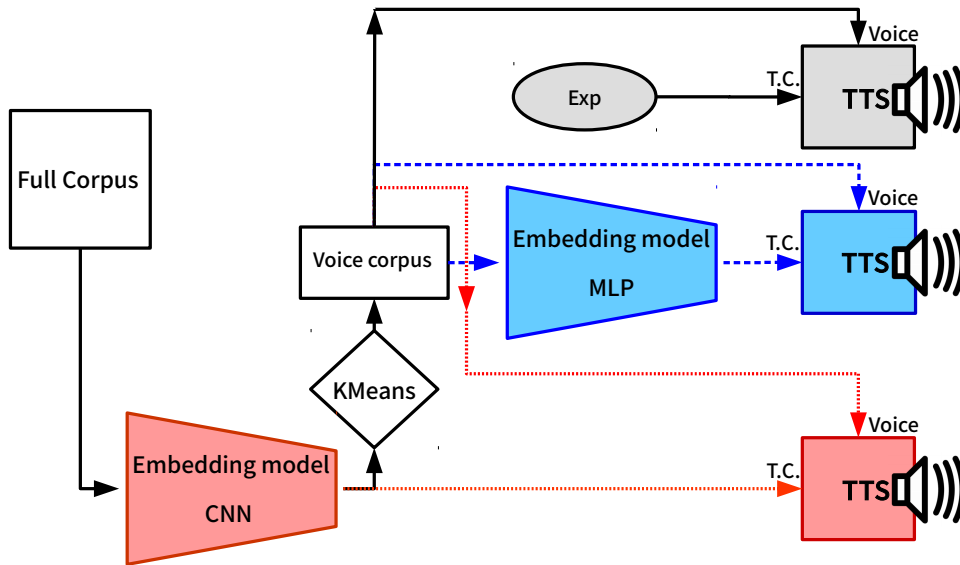 Voice
T.C.
Exp
TTS
Full Corpus
Voice
Embedding model
MLP
T.C.
Voice corpus
TTS
KMeans
Voice
Embedding model
CNN
T.C.
TTS